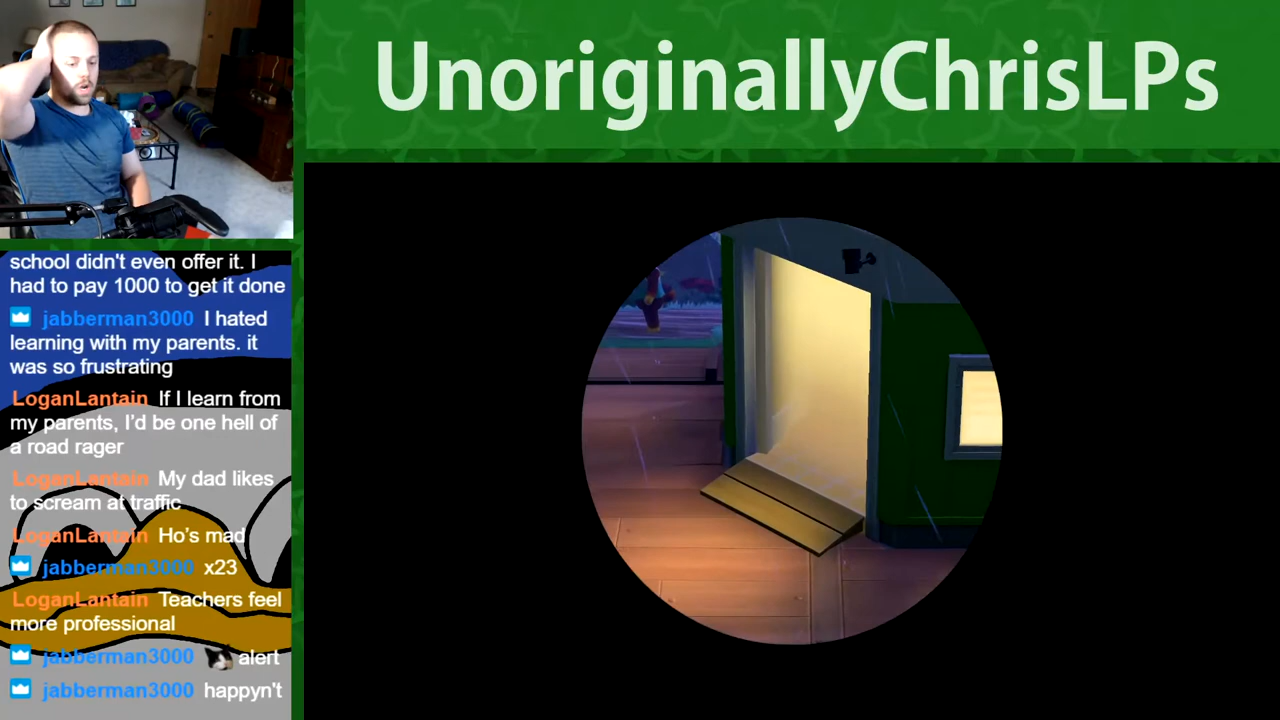 UnoriginallyChrisLPs
school didn't even offer it. I
had to pay 1000 to get it done
jabberman3000 I hated
learning with my parents. it
was so frustrating
LoganLantain If I learn from
my parents, I'd be one hell of
a road rager
LoganLantain My dad likes
to scream at traffic
LoganLantain Ho's mad
jabberman3000 x23
LoganLantain Teachers feel
more professional
jabberman3000 alert
jabberman3000 happyn't